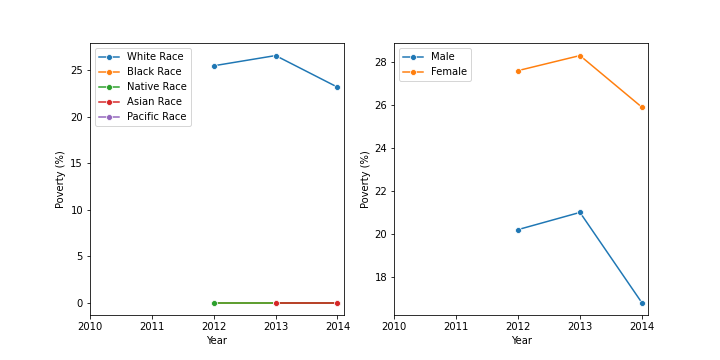 White Race
Black Race
Native Race
Asian Race
Pacific Race
25
20
15
10
5
0
Poverty (%)
2010 2011 2012 2013 2014
Year
Male
Female
28
26
24
22
20
18
Poverty (%)
2010 2011 2012 2013 2014
Year